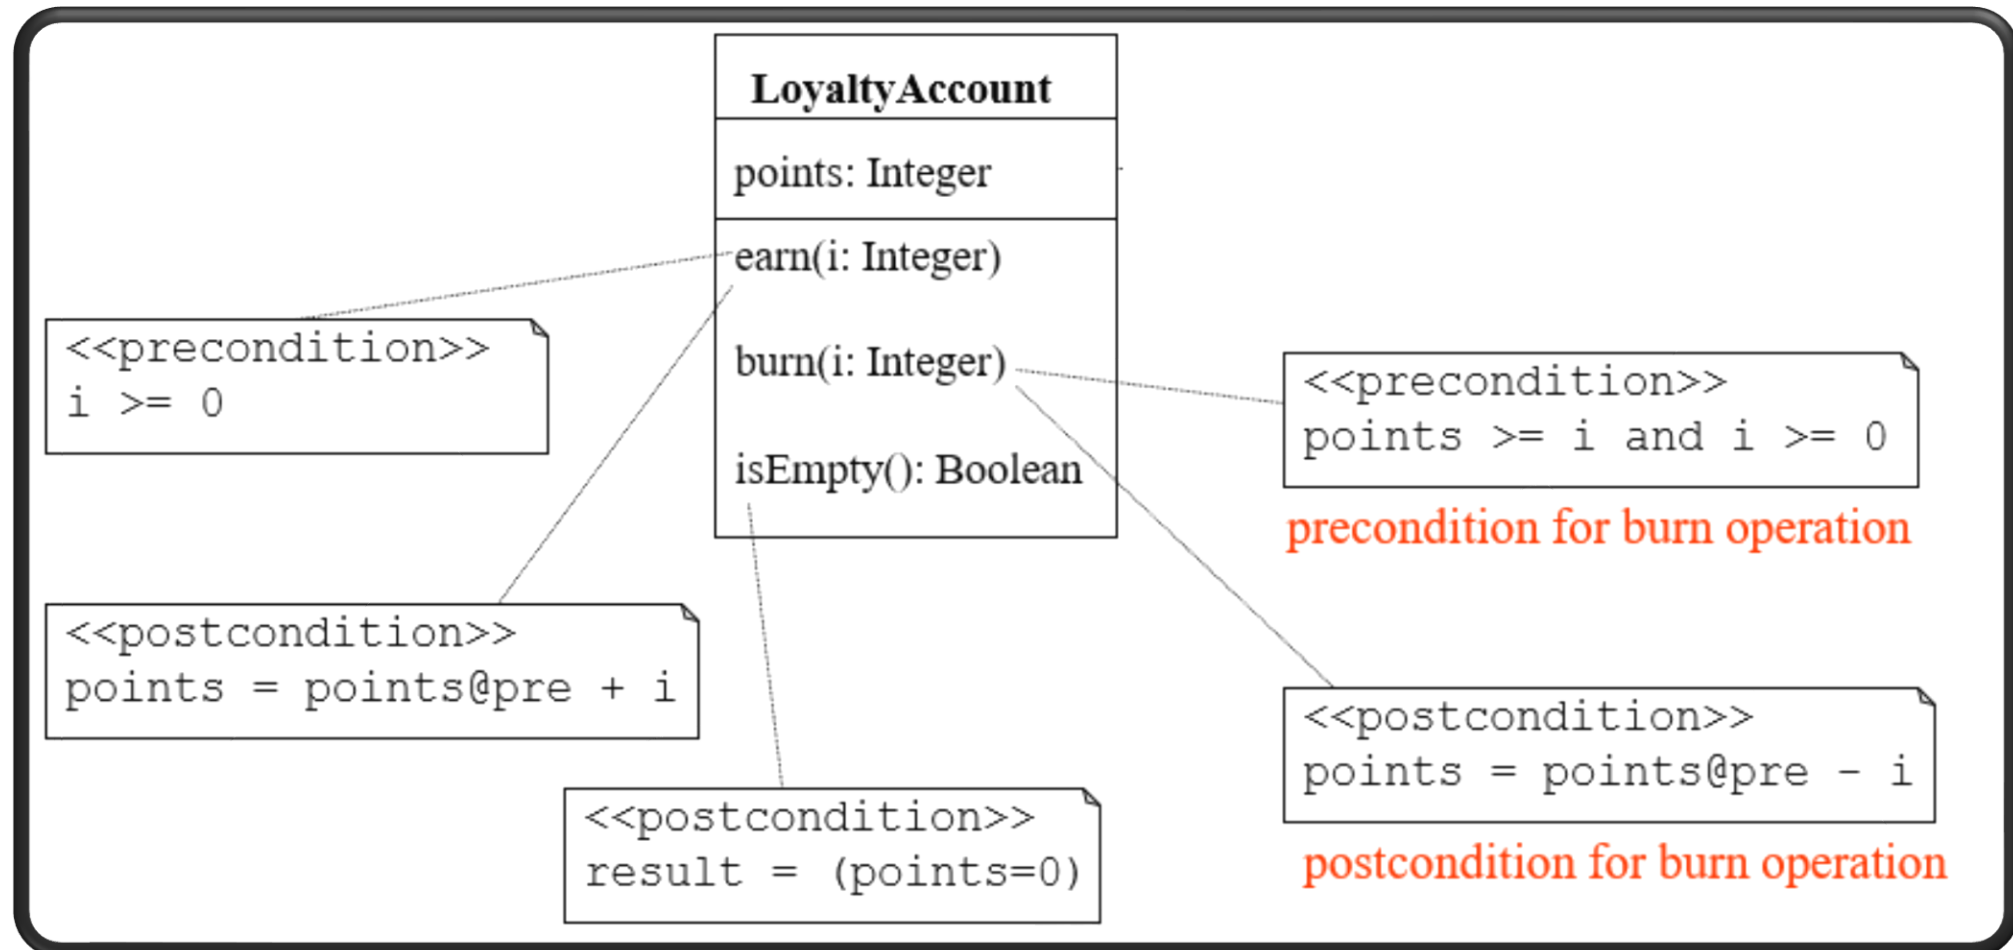 LoyaltyAccount
points: Integer
earn(i: Integer)
burn(i: Integer)
isEmpty(): Boolean
<<precondition>>
i >= 0
<<postcondition>>
points = points@pre + i
<<postcondition>>
result = (points=0)
<<precondition>>
points >= i and i >= 0
precondition for burn operation
<<postcondition>>
points = points@pre − i
postcondition for burn operation